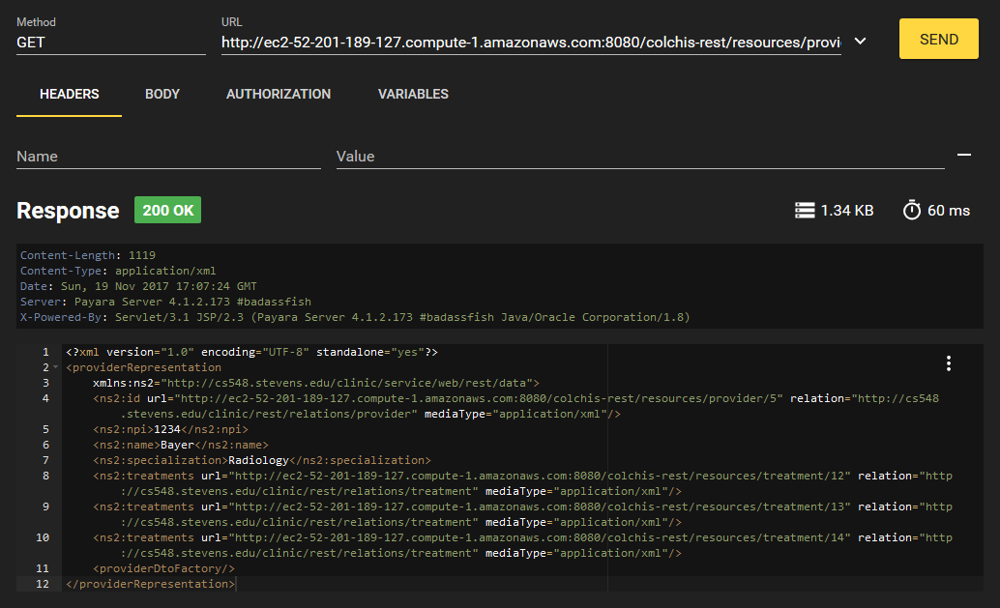 Method
URL
GET
http://ec2-52-201-189-127.compute-1.amazonaws.com:8080/colchis-rest/resources/provi
SEND
HEADERS BODY AUTHORIZATION VARIABLES
Name Value
Response 200 OK 1.34 KB 60 ms
Content-Length: 1119
Content-Type: application/xml
Date: Sun, 19 Nov 2017 17:07:24 GMT
Server: Payara Server 4.1.2.173 #badassfish
X-Powered-By: Servlet/3.1 JSP/2.3 (Payara Server 4.1.2.173 #badassfish Java/Oracle Corporation/1.8)
1 <?xml version="1.0" encoding="UTF-8" standalone="yes"?>
2 <providerRepresentation
3 xmlns:ns2="http://cs548.stevens.edu/clinic/service/web/rest/data">
4 <ns2:id url="http://ec2-52-201-189-127.compute-1.amazonaws.com:8080/colchis-rest/resources/provider/5" relation="http://cs548
.stevens.edu/clinic/rest/relations/provider" mediaType="application/xml"/>
5 <ns2:npi>1234</ns2:npi>
6 <ns2:name>Bayer</ns2:name>
7 <ns2:specialization>Radiology</ns2:specialization>
8 <ns2:treatments url="http://ec2-52-201-189-127.compute-1.amazonaws.com:8080/colchis-rest/resources/treatment/12" relation="http
://cs548.stevens.edu/clinic/rest/relations/treatment" mediaType="application/xml"/>
9 <ns2:treatments url="http://ec2-52-201-189-127.compute-1.amazonaws.com:8080/colchis-rest/resources/treatment/13" relation="http
://cs548.stevens.edu/clinic/rest/relations/treatment" mediaType="application/xml"/>
10 <ns2:treatments url="http://ec2-52-201-189-127.compute-1.amazonaws.com:8080/colchis-rest/resources/treatment/14" relation="http
://cs548.stevens.edu/clinic/rest/relations/treatment" mediaType="application/xml"/>
11 <providerDtoFactory/>
12 </providerRepresentation>